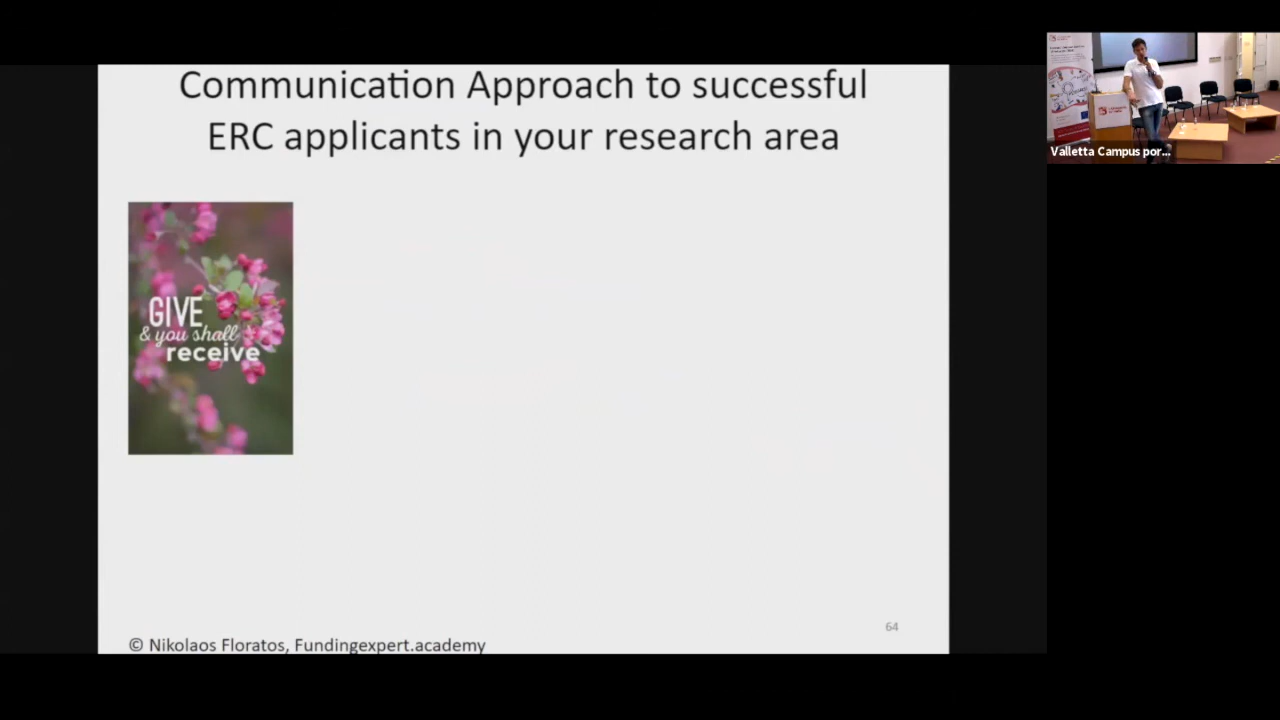 Communication Approach to successful
ERC applicants in your research area
GIVE
& you shall
receive
64
© Nikolaos Floratos, Fundingexpert.academy
Valletta Campus por...